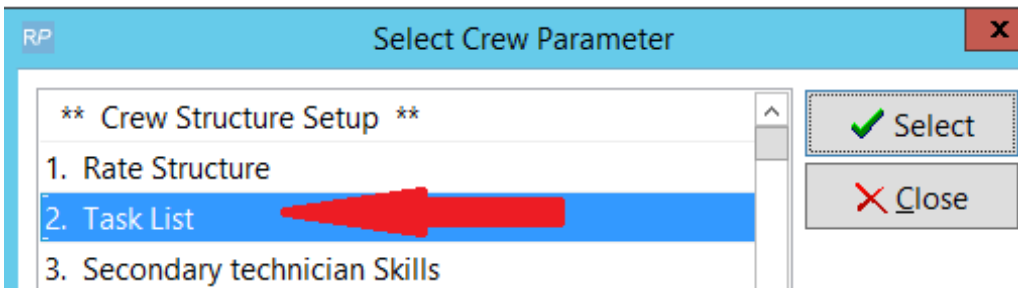 RP Select Crew Parameter x
** Crew Structure Setup **
Select
1. Rate Structure
2. Task List
Close
3. Secondary technician Skills